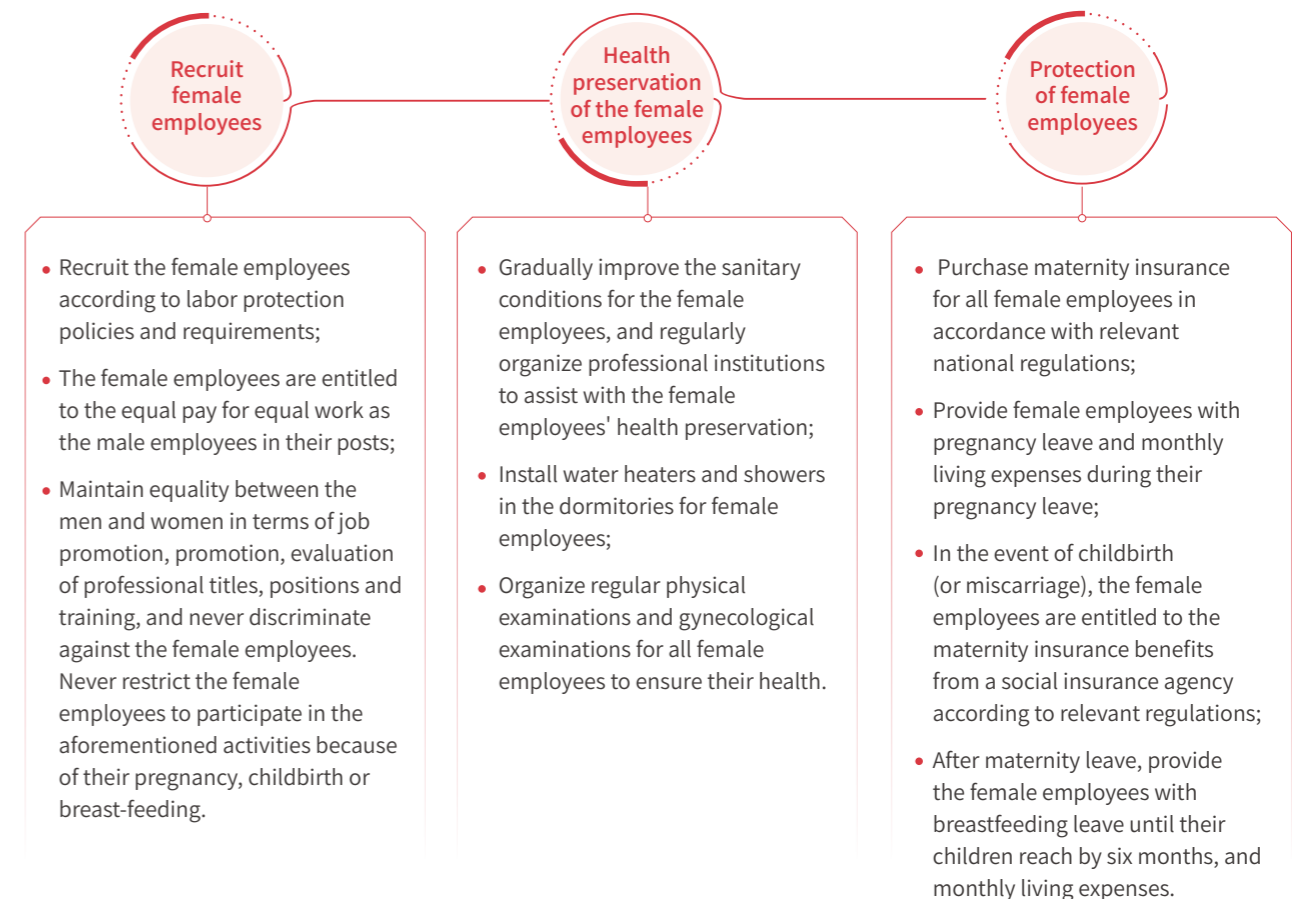 Recruit
female
employees
Health
preservation
of the female
employees
Protection
of female
employees
• Recruit the female employees
according to labor protection
policies and requirements;
• The female employees are entitled
to the equal pay for equal work as
the male employees in their posts;
• Maintain equality between the
men and women in terms of job
promotion, promotion, evaluation
of professional titles, positions and
training, and never discriminate
against the female employees.
Never restrict the female
employees to participate in the
aforementioned activities because
of their pregnancy, childbirth or
breast-feeding.
• Gradually improve the sanitary
conditions for the female
employees, and regularly
organize professional institutions
to assist with the female
employees' health preservation;
• Install water heaters and showers
in the dormitories for female
employees;
• Organize regular physical
examinations and gynecological
examinations for all female
employees to ensure their health.
• Purchase maternity insurance
for all female employees in
accordance with relevant
national regulations;
• Provide female employees with
pregnancy leave and monthly
living expenses during their
pregnancy leave;
• In the event of childbirth
(or miscarriage), the female
employees are entitled to the
maternity insurance benefits
from a social insurance agency
according to relevant regulations;
• After maternity leave, provide
the female employees with
breastfeeding leave until their
children reach by six months, and
monthly living expenses.